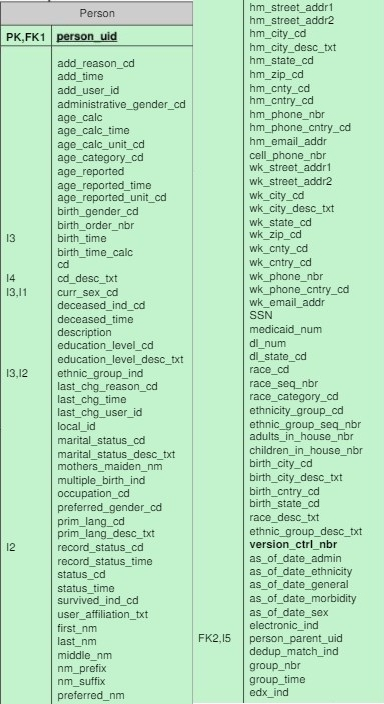 Person
PK,FK1 person_uid
add_reason_cd
add_time
add_user_id
administrative_gender_cd
age_calc
age_calc_time
age_calc_unit_cd
age_category_cd
age_reported
age_reported_time
age_reported_unit_cd
birth_gender_cd
birth_order_nbr
I3 birth_time
birth_time_calc
cd
I4 cd_desc_txt
I3,I1 curr_sex_cd
deceased_ind_cd
deceased_time
description
education_level_cd
education_level_desc_txt
I3,I2 ethnic_group_ind
last_chg_reason_cd
last_chg_time
last_chg_user_id
local_id
marital_status_cd
marital_status_desc_txt
mothers_maiden_nm
multiple_birth_ind
occupation_cd
preferred_gender_cd
prim_lang_cd
prim_lang_desc_txt
I2 record_status_cd
record_status_time
status_cd
status_time
survived_ind_cd
user_affiliation_txt
first_nm
last_nm
middle_nm
nm_prefix
nm_suffix
preferred_nm
hm_street_addr1
hm_street_addr2
hm_city_cd
hm_city_desc_txt
hm_state_cd
hm_zip_cd
hm_cnty_cd
hm_cntry_cd
hm_phone_nbr
hm_phone_cntry_cd
hm_email_addr
cell_phone_nbr
wk_street_addr1
wk_street_addr2
wk_city_cd
wk_city_desc_txt
wk_state_cd
wk_zip_cd
wk_cnty_cd
wk_cntry_cd
wk_phone_nbr
wk_phone_cntry_cd
wk_email_addr
SSN
medicaid_num
dl_num
dl_state_cd
race_cd
race_seq_nbr
race_category_cd
ethnicity_group_cd
ethnic_group_seq_nbr
adults_in_house_nbr
children_in_house_nbr
birth_city_cd
birth_city_desc_txt
birth_cntry_cd
birth_state_cd
race_desc_txt
ethnic_group_desc_txt
version_ctrl_nbr
as_of_date_admin
as_of_date_ethnicity
as_of_date_general
as_of_date_morbidity
as_of_date_sex
electronic_ind
FK2,I5 person_parent_uid
dedup_match_ind
group_nbr
group_time
edx_ind